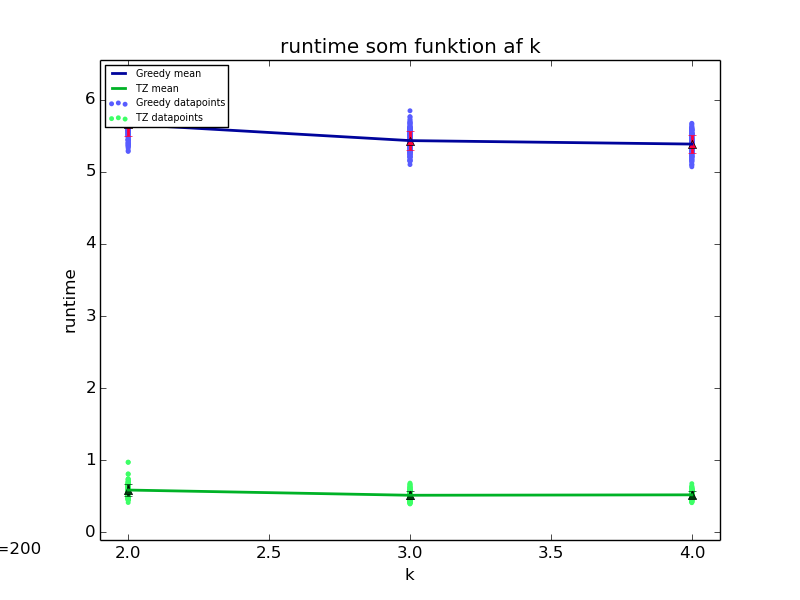 runtime som funktion af k
Greedy mean
TZ mean
Greedy datapoints
TZ datapoints
6
5
4
3
2
1
0
runtime
2.0 2.5 3.0 3.5 4.0
=200
k